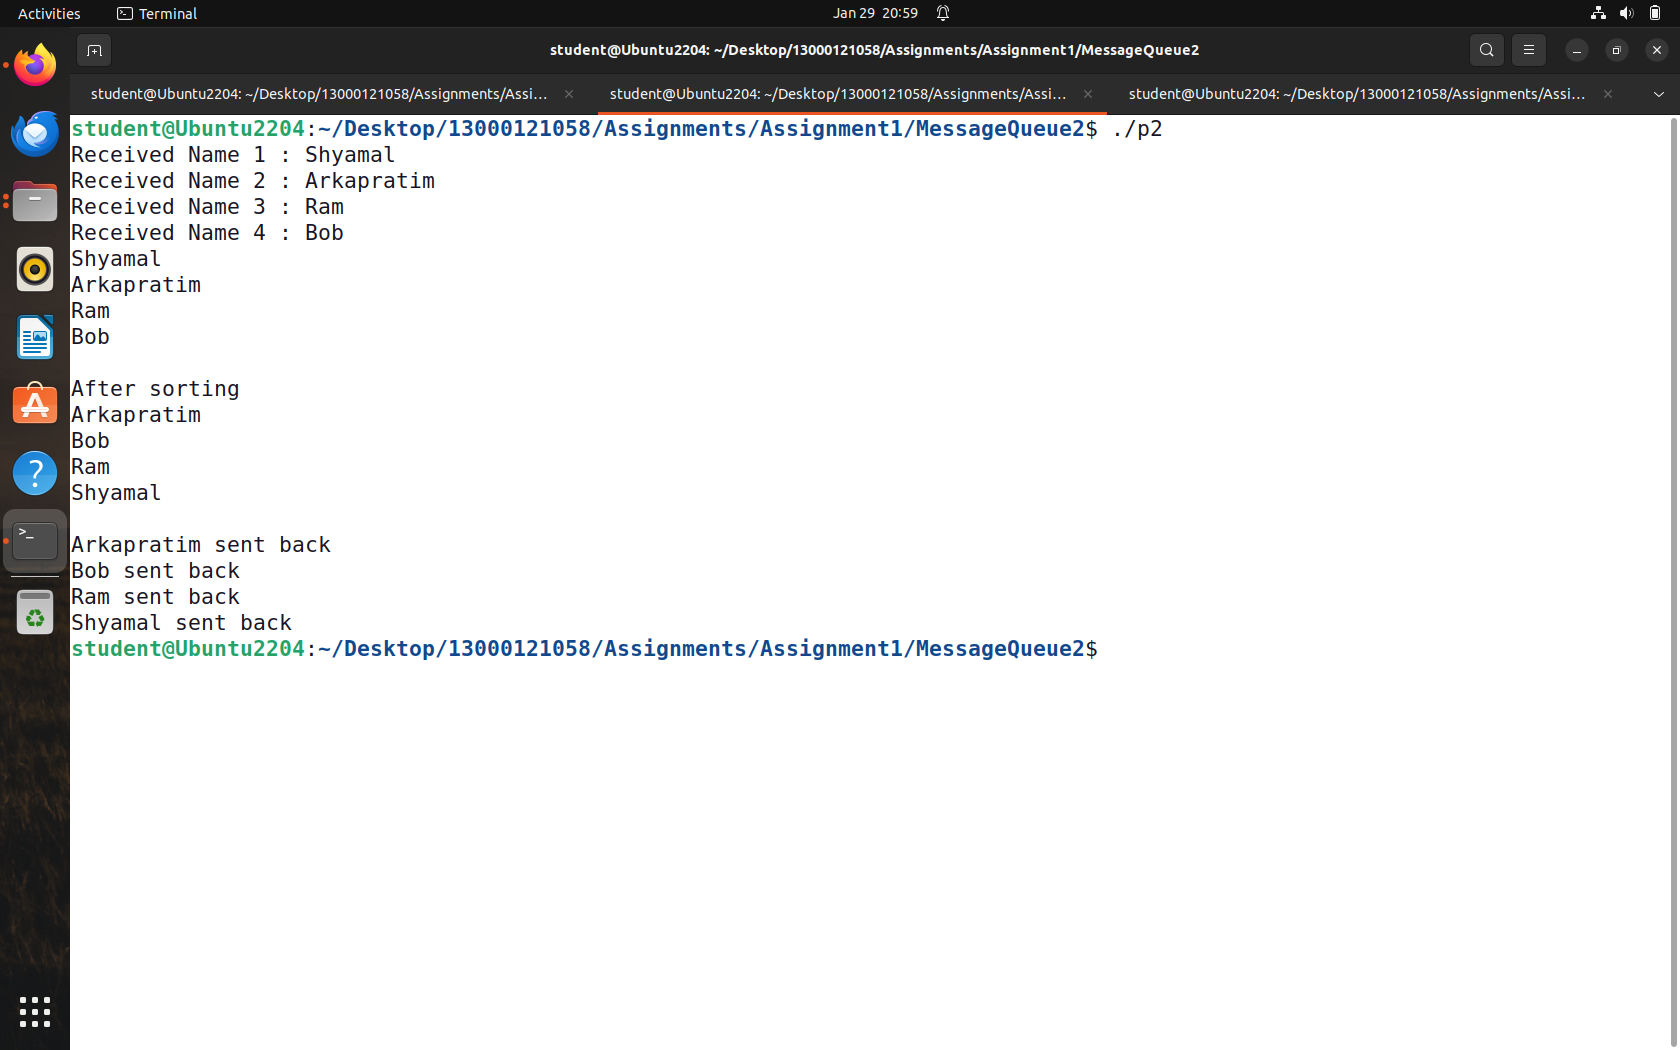 Activities
Terminal
Jan 29 20:59
student@Ubuntu2204: ~/Desktop/13000121058/Assignments/Assignment1/MessageQueue2
student@Ubuntu2204: ~/Desktop/13000121058/Assignments/Assi...
student@Ubuntu2204: ~/Desktop/13000121058/Assignments/Assi...
student@Ubuntu2204: ~/Desktop/13000121058/Assignments/Assi...
student@Ubuntu2204:~/Desktop/13000121058/Assignments/Assignment1/MessageQueue2$ ./p2
Received Name 1 : Shyamal
Received Name 2 : Arkapratim
Received Name 3 : Ram
Received Name 4 : Bob
Shyamal
Arkapratim
Ram
Bob
After sorting
Arkapratim
Bob
Ram
Shyamal
Arkapratim sent back
Bob sent back
Ram sent back
Shyamal sent back
student@Ubuntu2204:~/Desktop/13000121058/Assignments/Assignment1/MessageQueue2$